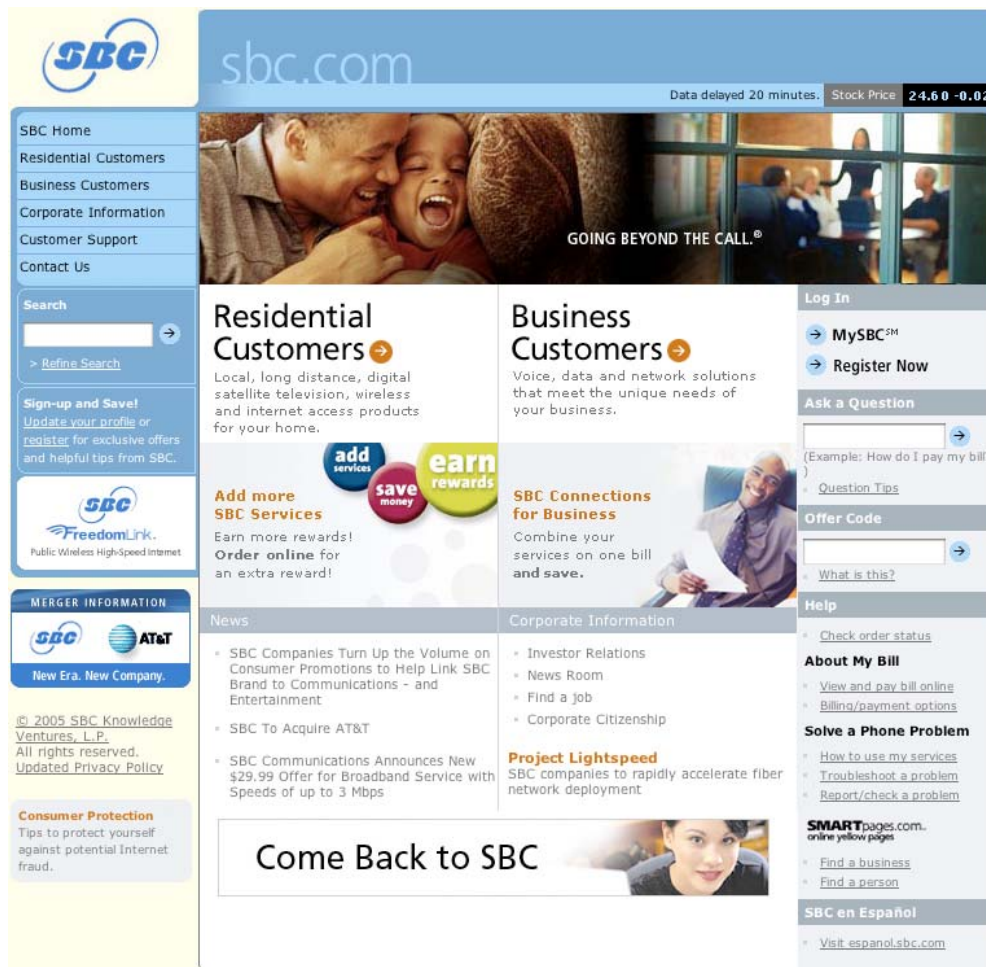 SBC
sbc.com
Data delayed 20 minutes. Stock Price 24.60 -0.02
SBC Home
Residential Customers
Business Customers
Corporate Information
Customer Support
Contact Us
Search
> Refine Search
Sign-up and Save!
Update your profile or
register for exclusive offers
and helpful tips from SBC.
SBC
FreedomLink.
Public Wireless High-Speed Internet
MERGER INFORMATION
SBC AT&T
New Era. New Company.
© 2005 SBC Knowledge
Ventures, L.P.
All rights reserved.
Updated Privacy Policy
Consumer Protection
Tips to protect yourself
against potential Internet
fraud.
GOING BEYOND THE CALL.®
Residential
Customers
Local, long distance, digital
satellite television, wireless
and internet access products
for your home.
Business
Customers
Voice, data and network solutions
that meet the unique needs of
your business.
add
services
save
money
earn
rewards
Add more
SBC Services
Earn more rewards!
Order online for
an extra reward!
SBC Connections
for Business
Combine your
services on one bill
and save.
News
SBC Companies Turn Up the Volume on
Consumer Promotions to Help Link SBC
Brand to Communications - and
Entertainment
SBC To Acquire AT&T
SBC Communications Announces New
$29.99 Offer for Broadband Service with
Speeds of up to 3 Mbps
Corporate Information
Investor Relations
News Room
Find a job
Corporate Citizenship
Project Lightspeed
SBC companies to rapidly accelerate fiber
network deployment
Come Back to SBC
Log In
MySBC℠
Register Now
Ask a Question
(Example: How do I pay my bill
)
Question Tips
Offer Code
What is this?
Help
Check order status
About My Bill
View and pay bill online
Billing/payment options
Solve a Phone Problem
How to use my services
Troubleshoot a problem
Report/check a problem
SMARTpages.com℠
online yellow pages
Find a business
Find a person
SBC en Español
Visit espanol.sbc.com